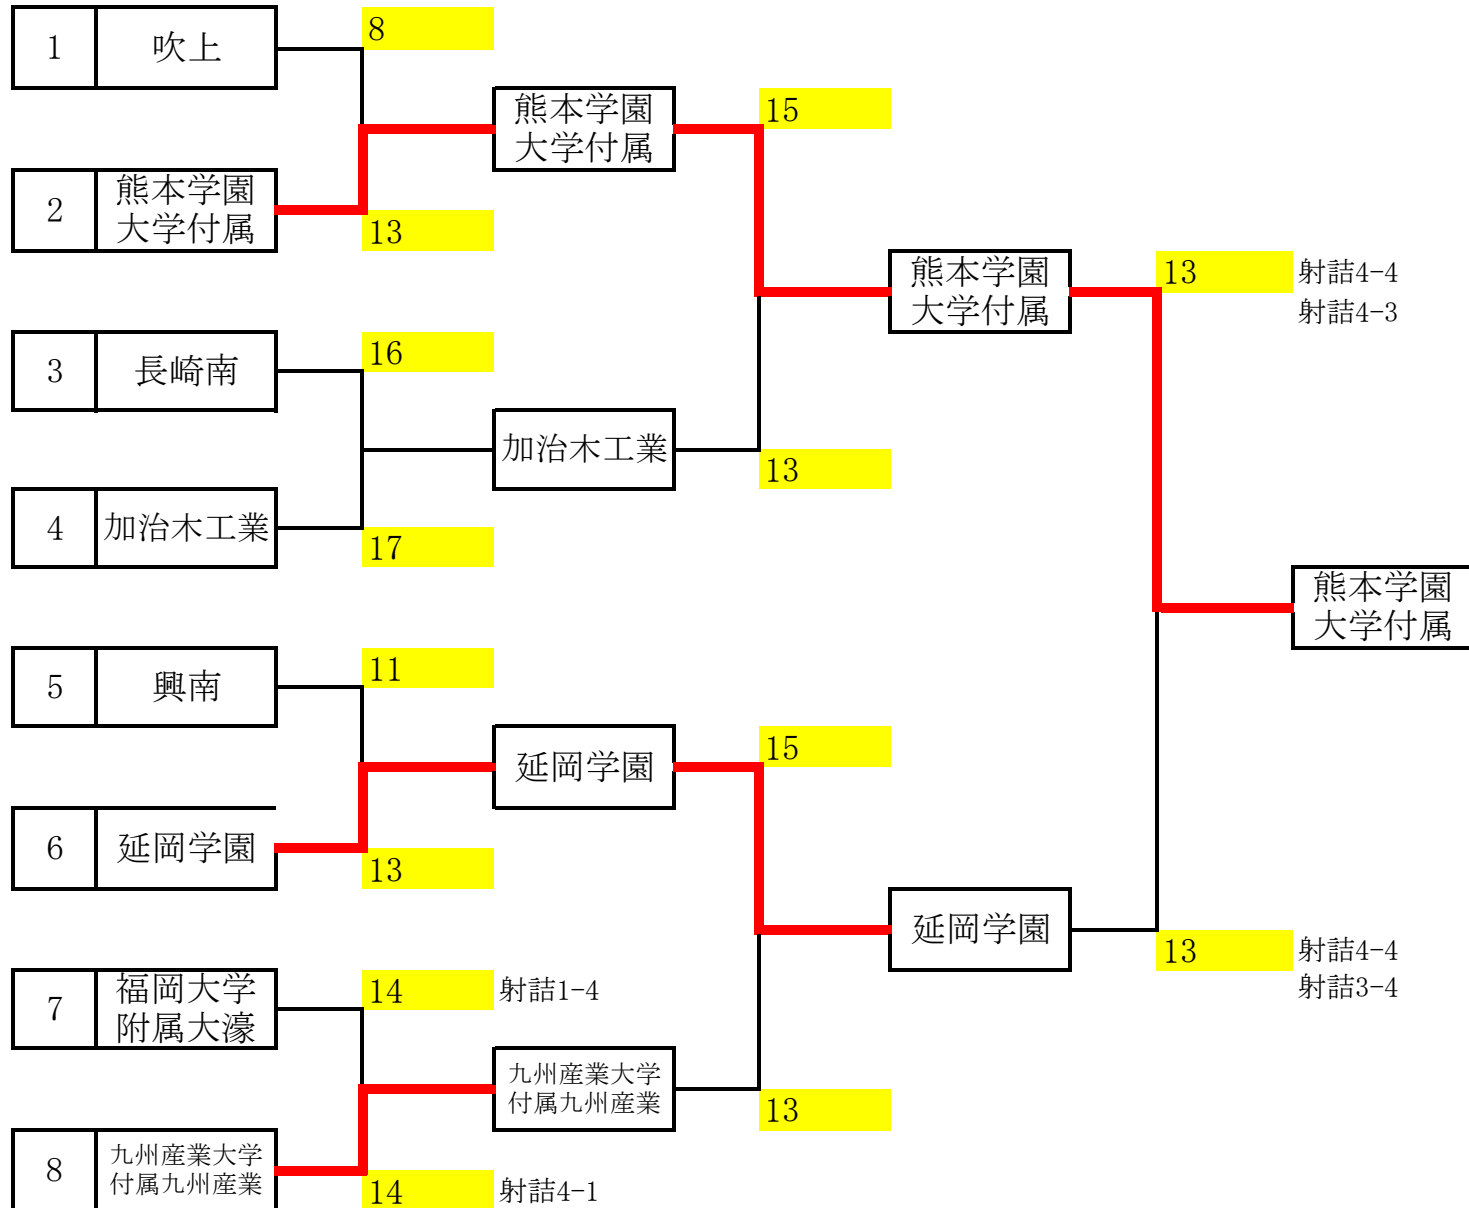 1 吹上
8
熊本学園
大学付属
15
2 熊本学園
大学付属
13
熊本学園
大学付属
13 射詰4-4
射詰4-3
3 長崎南
16
加治木工業
13
4 加治木工業
17
熊本学園
大学付属
5 興南
11
延岡学園
15
6 延岡学園
13
延岡学園
13 射詰4-4
射詰3-4
7 福岡大学
附属大濠
14 射詰1-4
九州産業大学
付属九州産業
13
8 九州産業大学
付属九州産業
14 射詰4-1